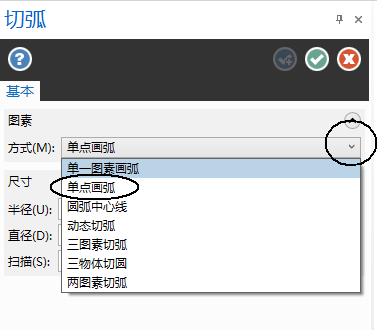 切弧
基本
图素
方式(M): 单点画弧
单一图素画弧
单点画弧
尺寸
圆弧中心线
半径(U):
动态切弧
直径(D):
三图素切弧
扫描(S):
三物体切圆
两图素切弧